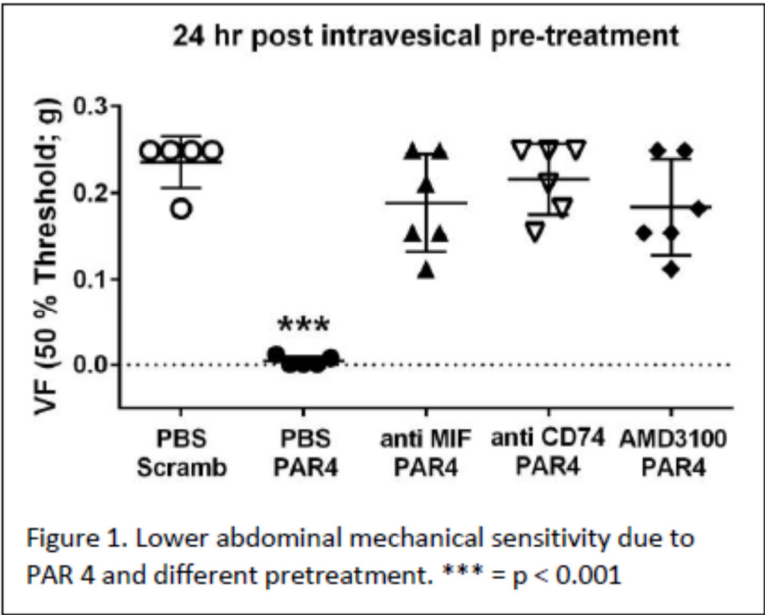 24 hr post intravesical pre-treatment
VF (50 % Threshold; g)
0.3
0.2
0.1
0.0
***
PBS Scramb
PBS PAR4
anti MIF PAR4
anti CD74 PAR4
AMD3100 PAR4
Figure 1. Lower abdominal mechanical sensitivity due to
PAR 4 and different pretreatment. *** = p < 0.001